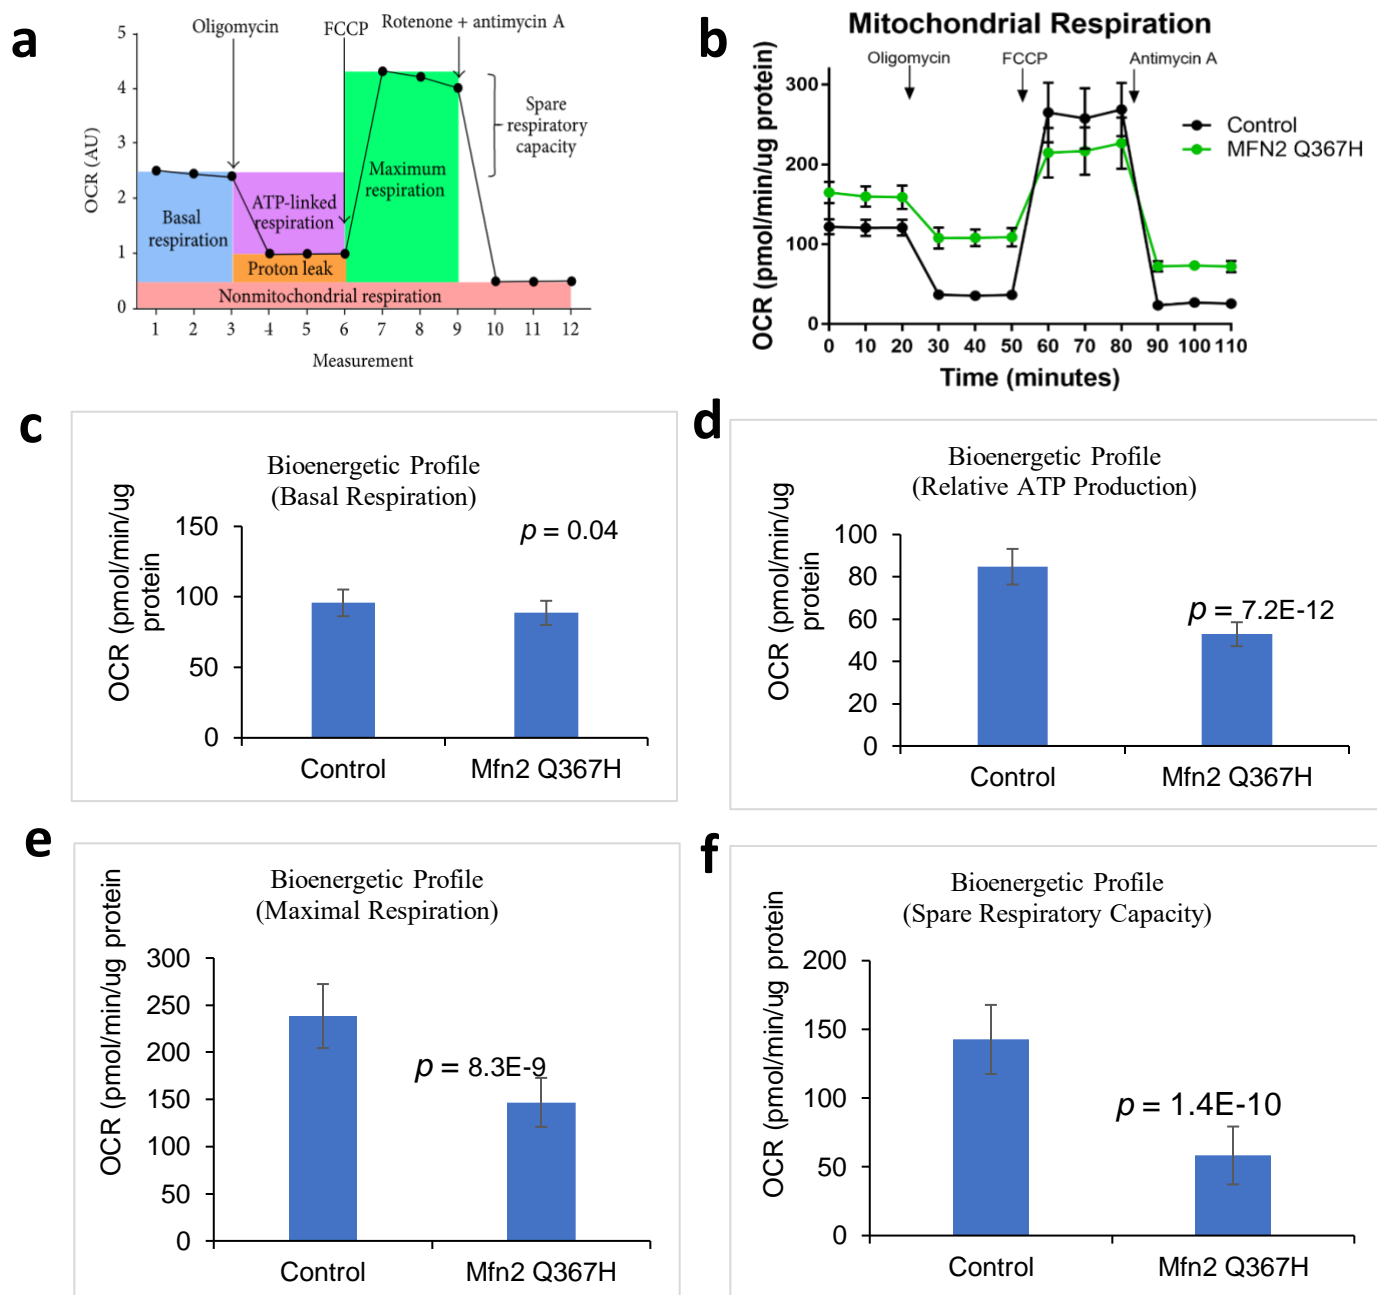 a
Oligomycin
FCCP
Rotenone + antimycin A
OCR (AU)
5
4
3
2
1
0
Basal
respiration
ATP-linked
respiration
Proton leak
Maximum
respiration
Spare
respiratory
capacity
Nonmitochondrial respiration
1 2 3 4 5 6 7 8 9 10 11 12
Measurement
b
Mitochondrial Respiration
Oligomycin
FCCP
Antimycin A
OCR (pmol/min/ug protein)
300
200
100
0
Control
MFN2 Q367H
0 10 20 30 40 50 60 70 80 90 100 110
Time (minutes)
c
Bioenergetic Profile
(Basal Respiration)
OCR (pmol/min/ug
protein
150
100
50
0
p = 0.04
Control Mfn2 Q367H
d
Bioenergetic Profile
(Relative ATP Production)
OCR (pmol/min/ug
protein
100
80
60
40
20
0
p = 7.2E-12
Control Mfn2 Q367H
e
Bioenergetic Profile
(Maximal Respiration)
OCR (pmol/min/ug protein
300
250
200
150
100
50
0
p = 8.3E-9
Control Mfn2 Q367H
f
Bioenergetic Profile
(Spare Respiratory Capacity)
OCR (pmol/min/ug protein
200
150
100
50
0
p = 1.4E-10
Control Mfn2 Q367H